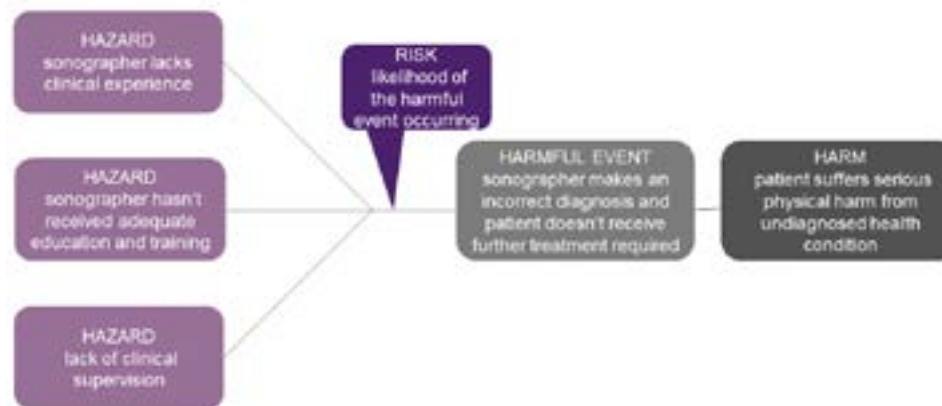 HAZARD
sonographer lacks
clinical experience
RISK
likelihood of
the harmful
event occurring
HAZARD
sonographer hasn't
received adequate
education and training
HARMFUL EVENT
sonographer makes an
incorrect diagnosis and
patient doesn't receive
further treatment required
HARM
patient suffers serious
physical harm from
undiagnosed health
condition
HAZARD
lack of clinical
supervision